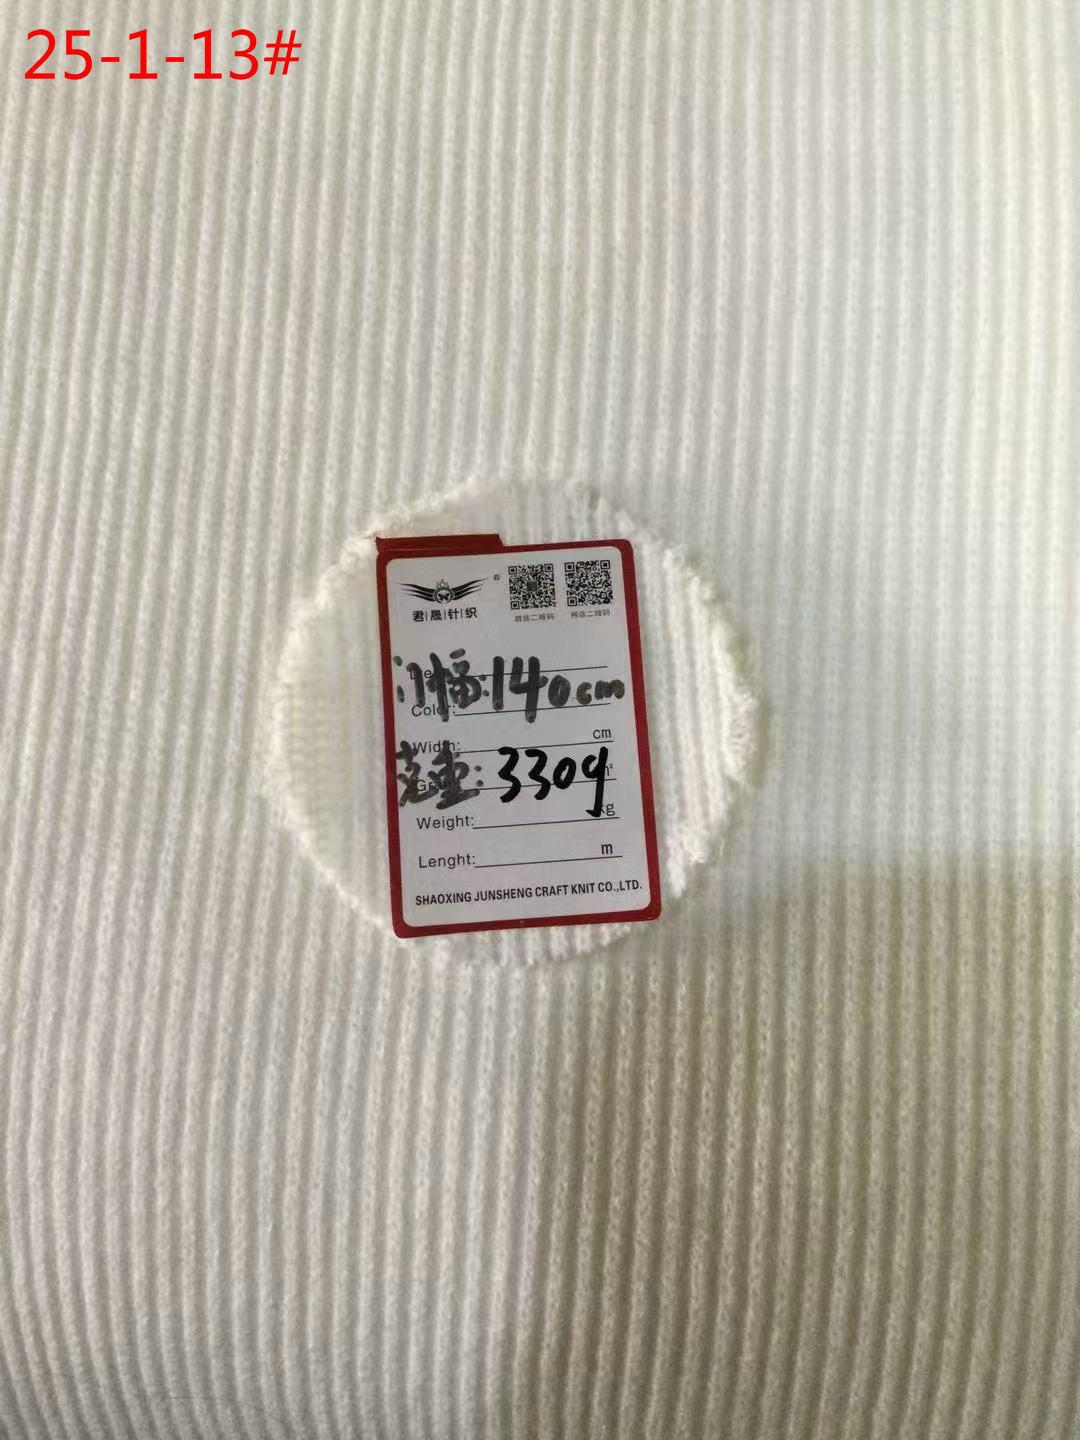 25-1-13#
君|晟|针|织
®
微信二维码 网店二维码
门幅:140cm
Color:
Width: cm
克重:330g
Weight: kg
Lenght: m
SHAOXING JUNSHENG CRAFT KNIT CO.,LTD.